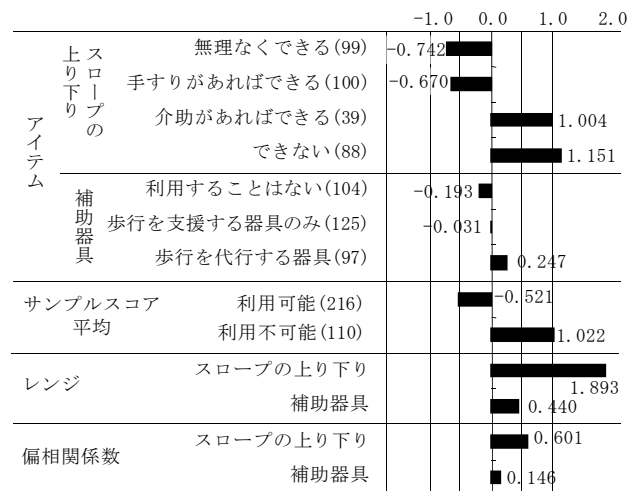 -1.0 0.0 1.0 2.0
アイテム
スロープの
上り下り
無理なくできる(99) -0.742
手すりがあればできる(100) -0.670
介助があればできる(39) 1.004
できない(88) 1.151
補助器具
利用することはない(104) -0.193
歩行を支援する器具のみ(125) -0.031
歩行を代行する器具(97) 0.247
サンプルスコア
平均
利用可能(216) -0.521
利用不可能(110) 1.022
レンジ
スロープの上り下り 1.893
補助器具 0.440
偏相関係数
スロープの上り下り 0.601
補助器具 0.146